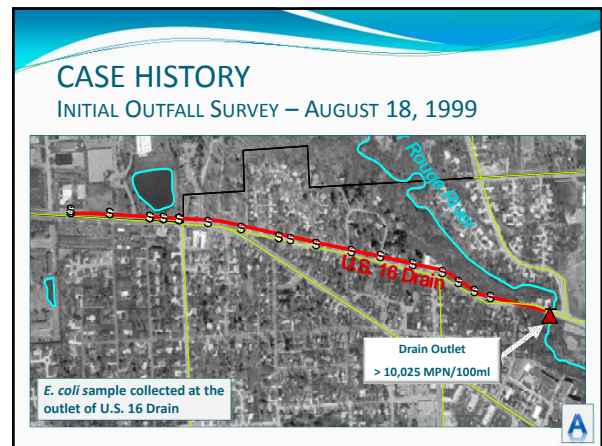 CASE HISTORY
INITIAL OUTFALL SURVEY – AUGUST 18, 1999
Rouge River
S S S S S S S S S S S S S S S S S S
U.S. 16 Drain
Drain Outlet
> 10,025 MPN/100ml
E. coli sample collected at the
outlet of U.S. 16 Drain
A